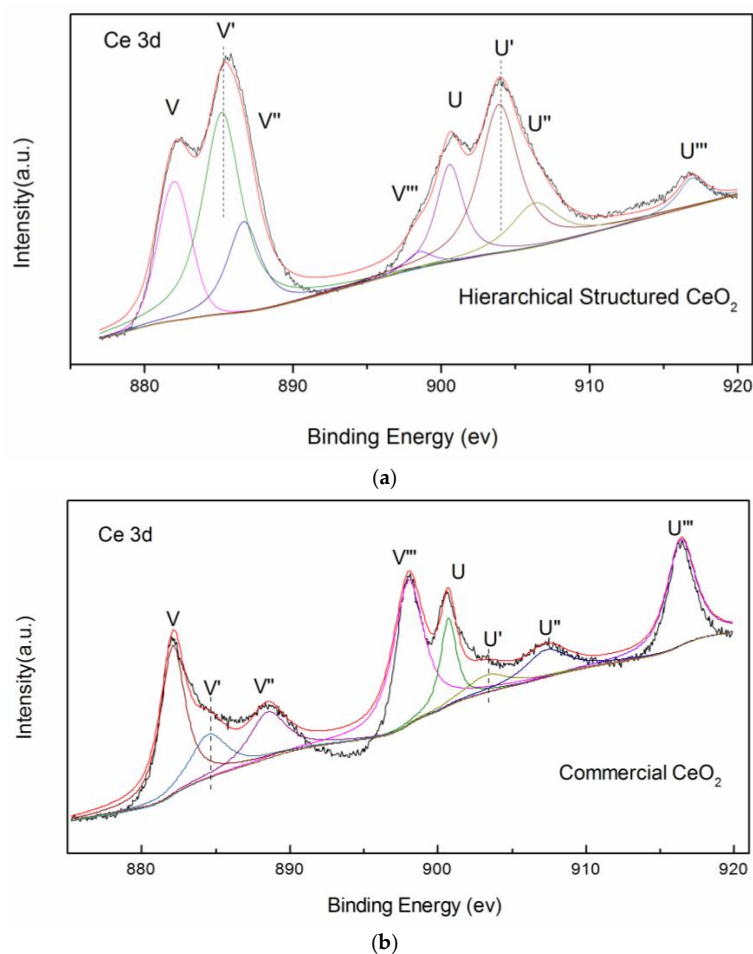 Ce 3d
V
V'
V"
V'''
U
U'
U"
U'''
Hierarchical Structured CeO₂
Intensity(a.u.)
880 890 900 910 920
Binding Energy (ev)
(a)
Ce 3d
V
V'
V"
V'''
U
U'
U"
U'''
Commercial CeO₂
Intensity(a.u.)
880 890 900 910 920
Binding Energy (ev)
(b)